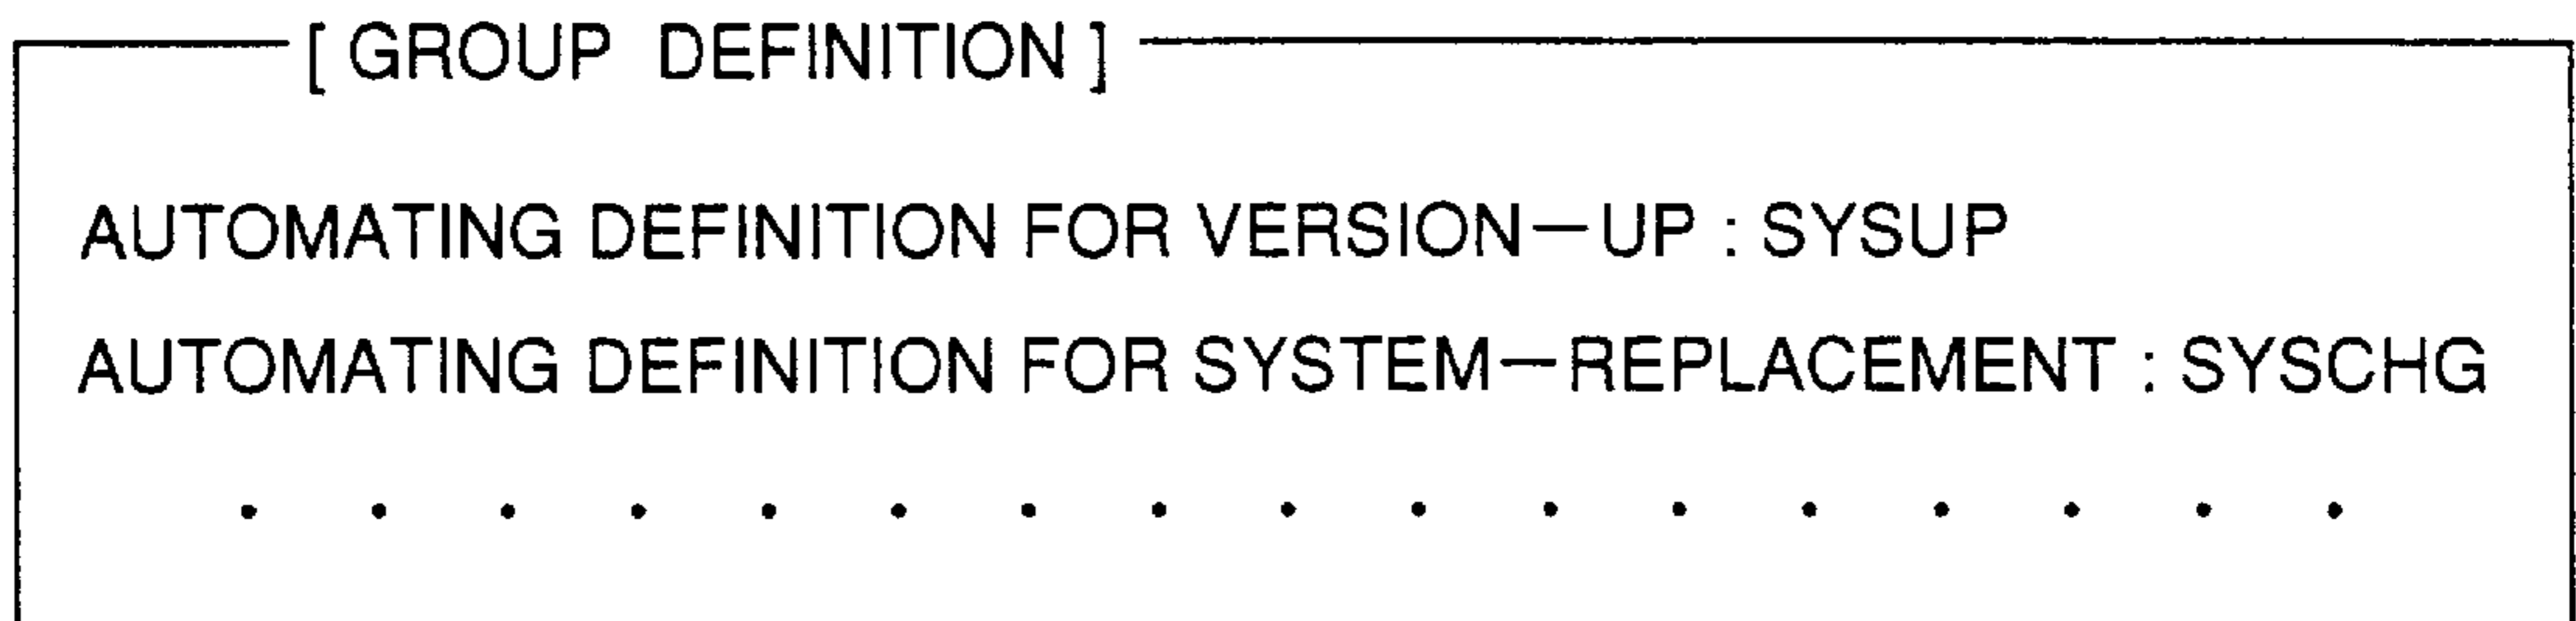 [ GROUP DEFINITION ]
AUTOMATING DEFINITION FOR VERSION—UP : SYSUP
AUTOMATING DEFINITION FOR SYSTEM—REPLACEMENT : SYSCHG
. . . . . . . . . . . . . . . . .